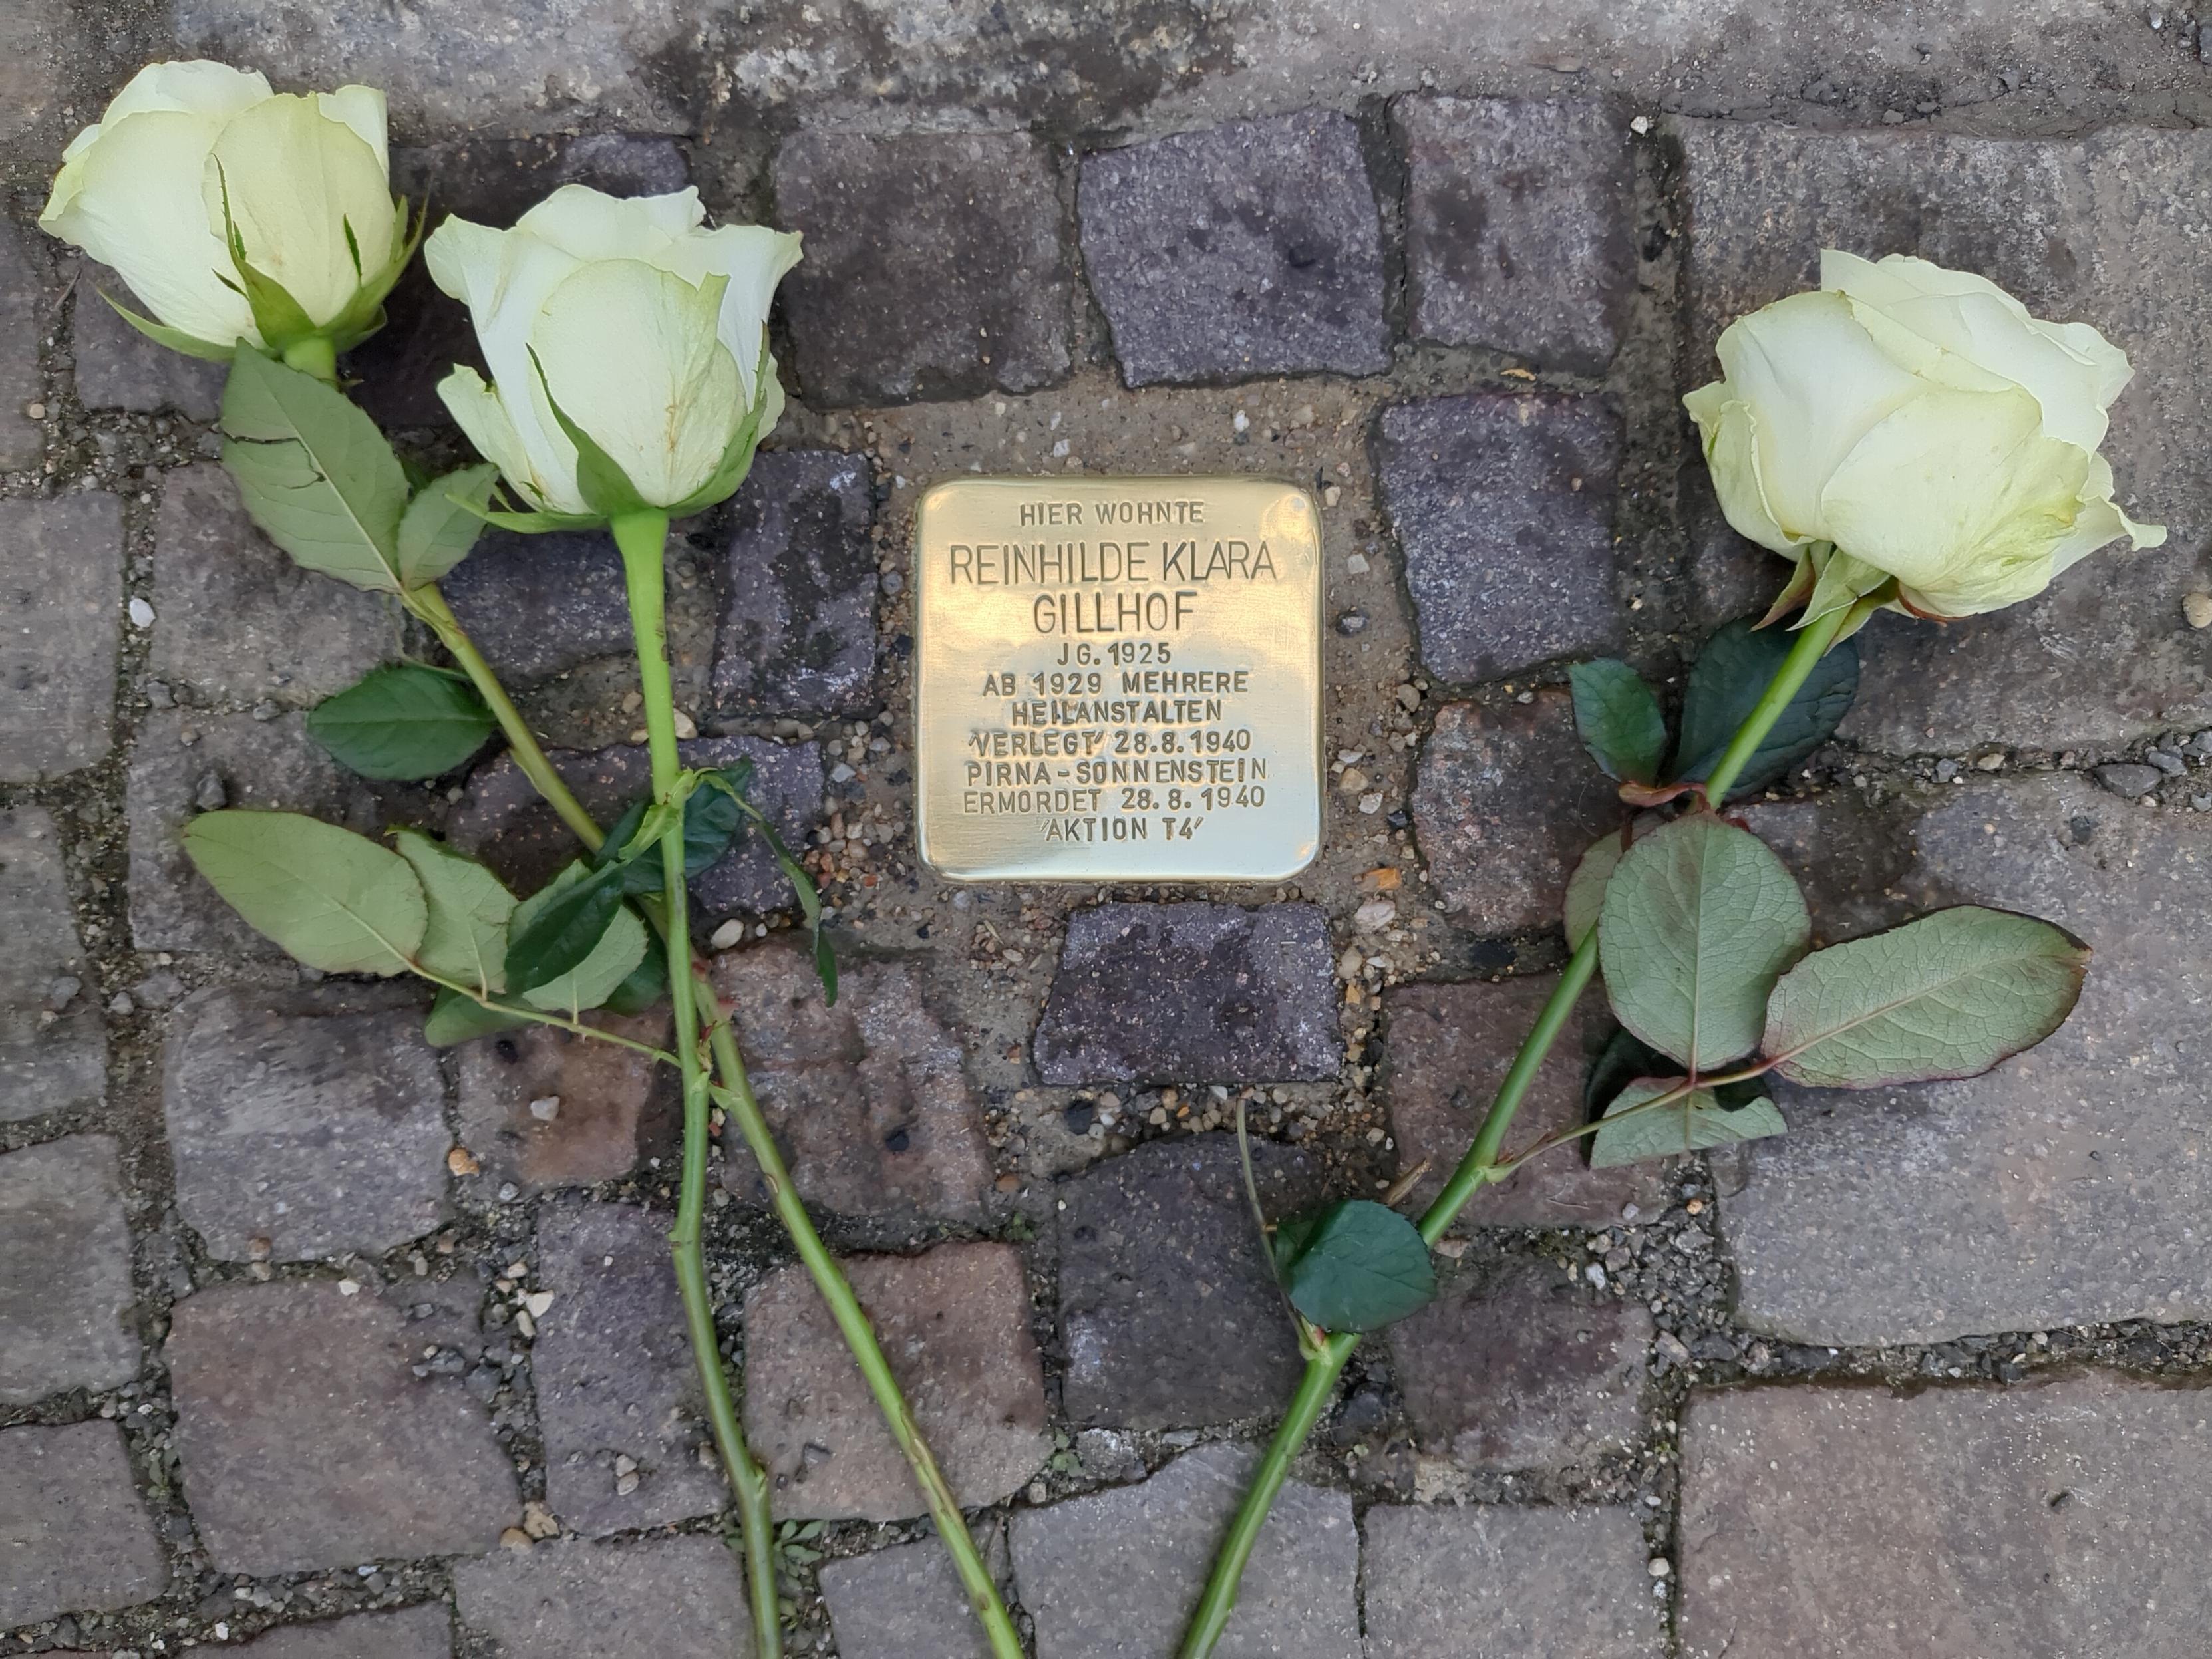 HIER WOHNTE
REINHILDE KLARA
GILLHOF
JG. 1925
AB 1929 MEHRERE
HEILANSTALTEN
"VERLEGT" 28.8.1940
PIRNA-SONNENSTEIN
ERMORDET 28.8.1940
"AKTION T4"